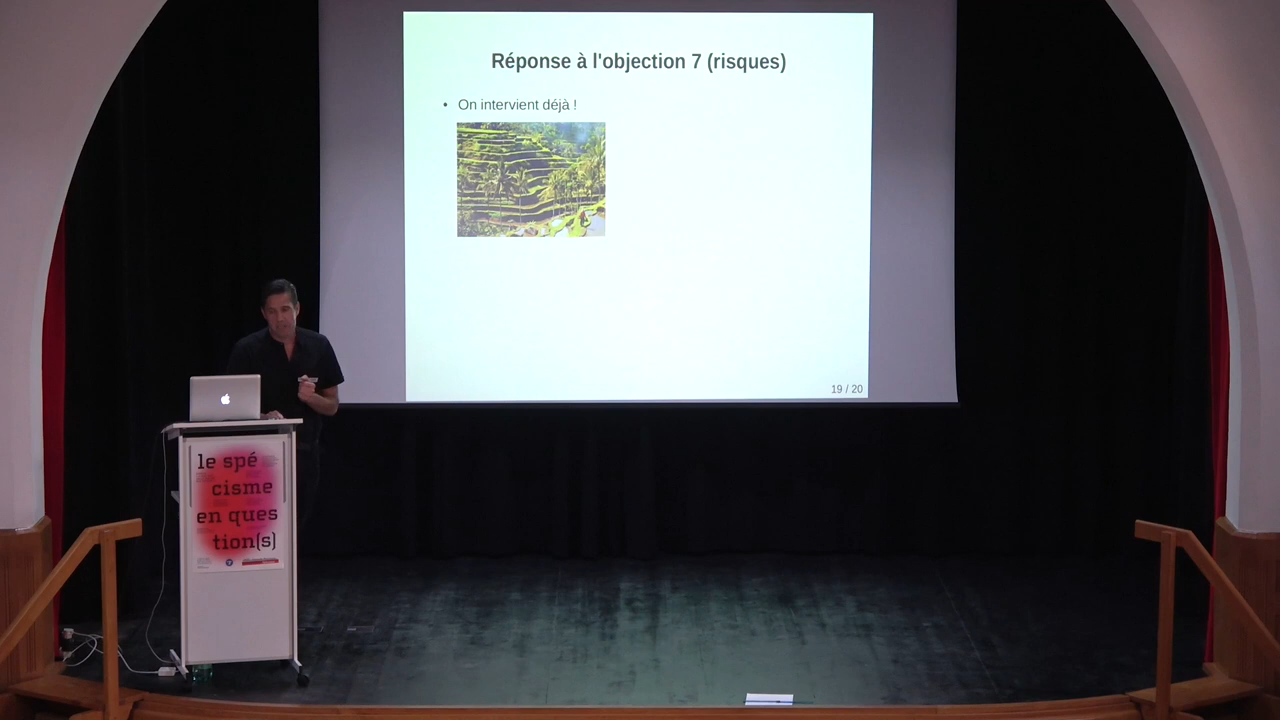 Réponse à l'objection 7 (risques)
• On intervient déjà !
19 / 20
le spé
cisme
en ques
tion(s)